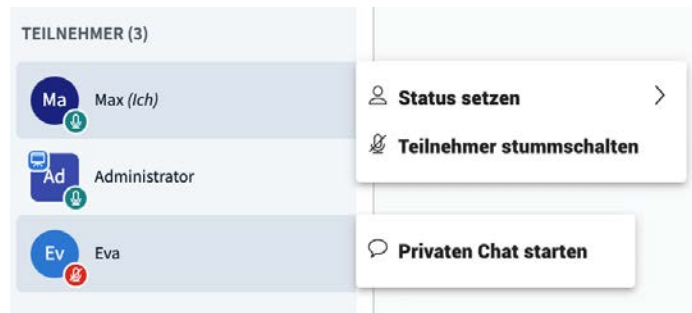 TEILNEHMER (3)
Ma Max (Ich)
Status setzen
Teilnehmer stummschalten
Ad Administrator
Ev Eva
Privaten Chat starten